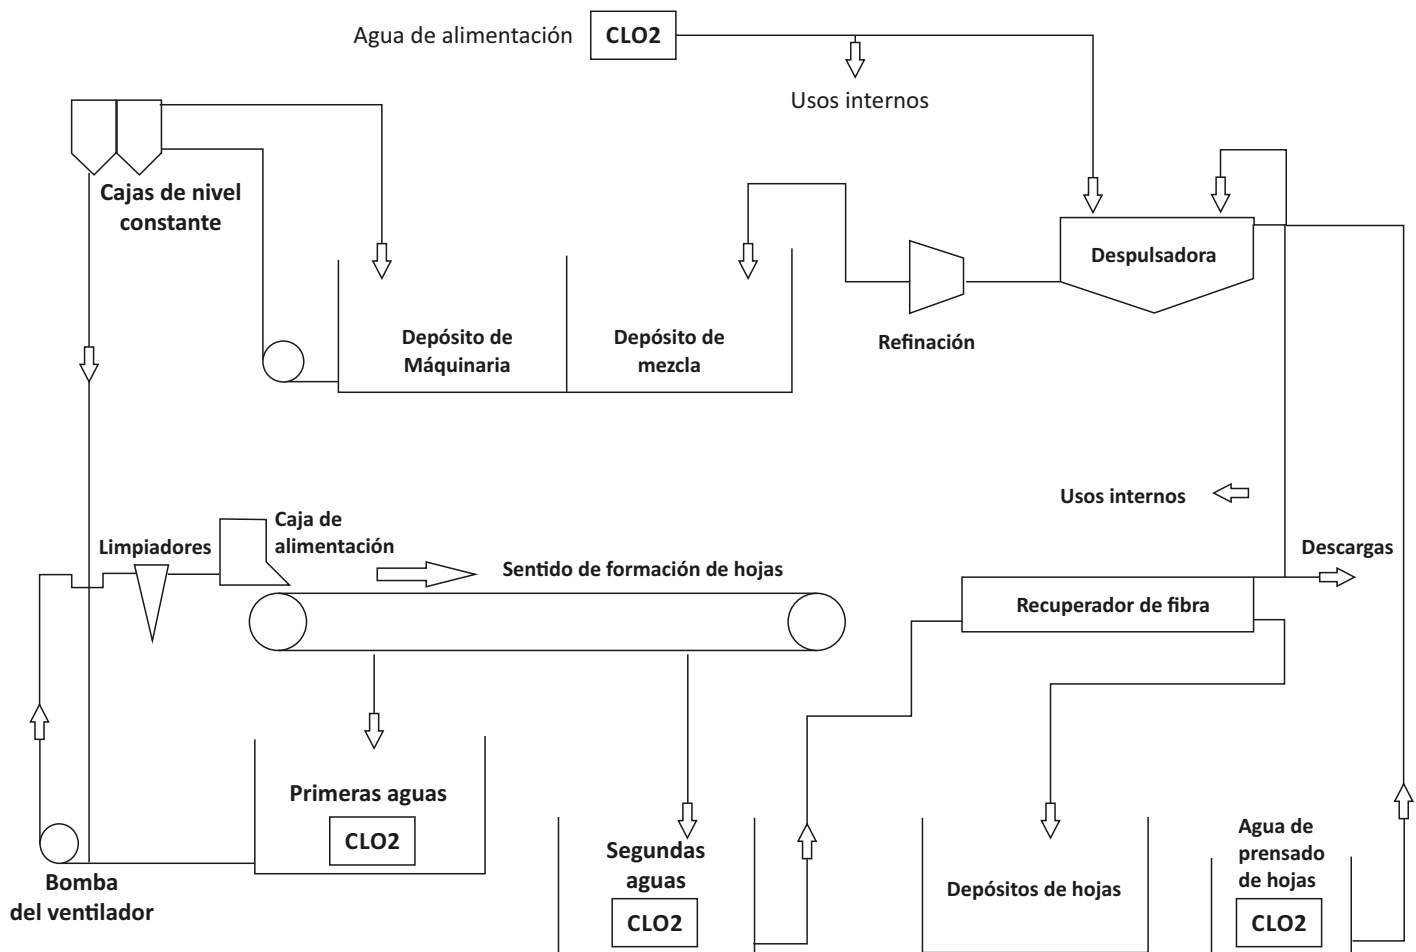 Agua de alimentación
CLO2
Usos internos
Cajas de nivel
constante
Despulsadora
Depósito de
Máquinaria
Depósito de
mezcla
Refinación
Usos internos
Caja de
alimentación
Limpiadores
Sentido de formación de hojas
Descargas
Recuperador de fibra
Primeras aguas
CLO2
Bomba
del ventilador
Segundas
aguas
CLO2
Depósitos de hojas
Agua de
prensado
de hojas
CLO2